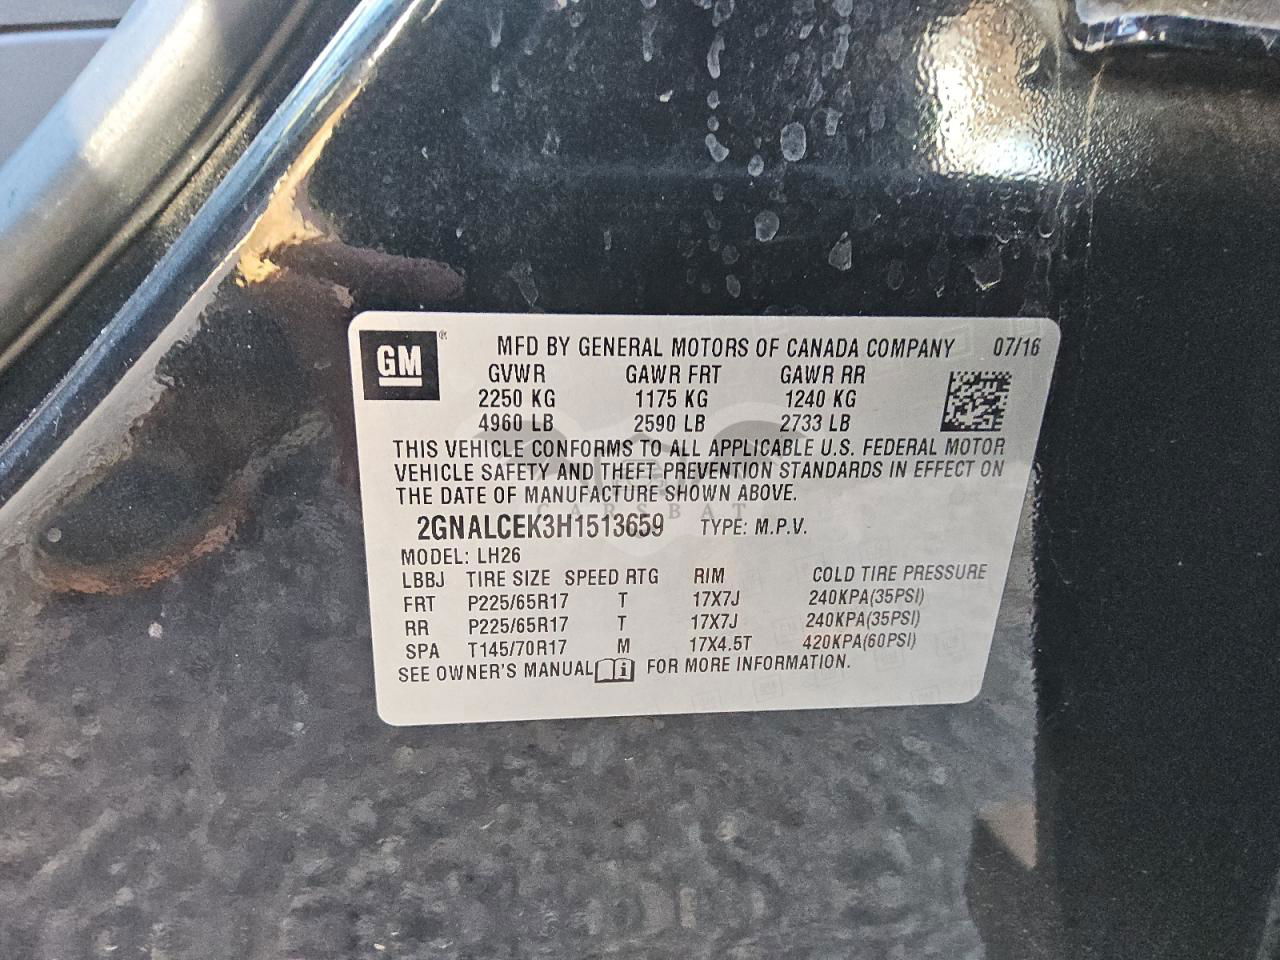 GM ®
MFD BY GENERAL MOTORS OF CANADA COMPANY 07/16
GVWR GAWR FRT GAWR RR
2250 KG 1175 KG 1240 KG
4960 LB 2590 LB 2733 LB
THIS VEHICLE CONFORMS TO ALL APPLICABLE U.S. FEDERAL MOTOR
VEHICLE SAFETY AND THEFT PREVENTION STANDARDS IN EFFECT ON
THE DATE OF MANUFACTURE SHOWN ABOVE.
CARSBAT
2GNALCEK3H1513659 TYPE: M.P.V.
MODEL: LH26
LBBJ TIRE SIZE SPEED RTG RIM COLD TIRE PRESSURE
FRT P225/65R17 T 17X7J 240KPA(35PSI)
RR P225/65R17 T 17X7J 240KPA(35PSI)
SPA T145/70R17 M 17X4.5T 420KPA(60PSI)
SEE OWNER'S MANUAL i FOR MORE INFORMATION.